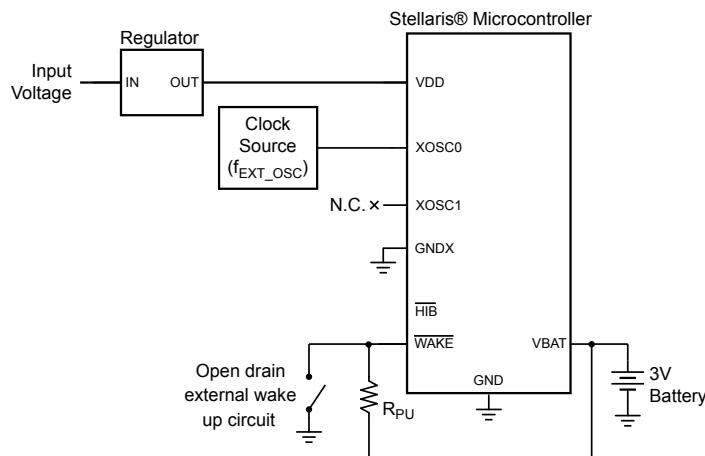 Stellaris® Microcontroller
Regulator
Input
Voltage
IN
OUT
VDD
Clock
Source
(fEXT_OSC)
XOSC0
N.C.
XOSC1
GNDX
HIB
WAKE
VBAT
Open drain
external wake
up circuit
RPU
GND
3V
Battery